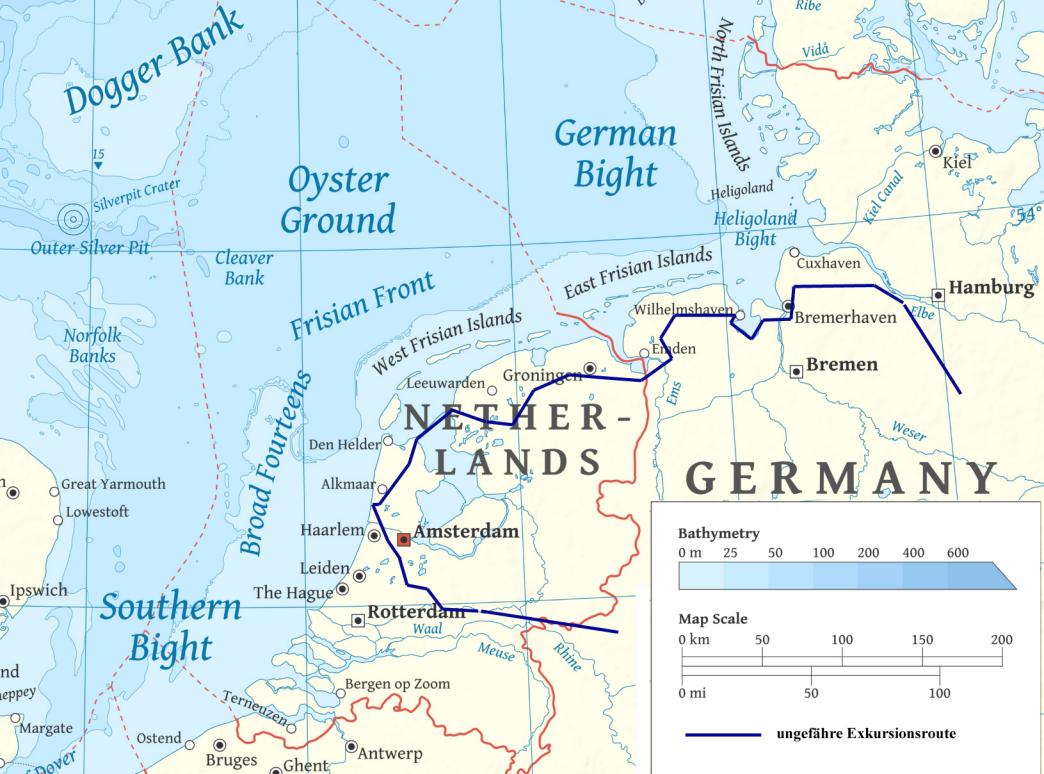 Ribe
Vidå
Dogger Bank
North Frisian Islands
German
Bight
Kiel
15
Silverpit Crater
Oyster
Ground
Heligoland
Kiel Canal
54°
Outer Silver Pit
Heligoland
Bight
Cleaver
Bank
East Frisian Islands
Cuxhaven
Frisian Front
Hamburg
Wilhelmshaven
Elbe
Bremerhaven
Norfolk
Banks
West Frisian Islands
Emden
Bremen
Groningen
Leeuwarden
Ems
NETHER-
LANDS
Weser
Broad Fourteens
Den Helder
GERMANY
Alkmaar
Great Yarmouth
Lowestoft
Haarlem
Amsterdam
Bathymetry
0 m 25 50 100 200 400 600
Leiden
The Hague
Ipswich
Southern
Bight
Rotterdam
Waal
Meuse
Rhine
Map Scale
0 km 50 100 150 200
0 mi 50 100
nd
eppey
Bergen op Zoom
Terneuzen
Margate
ungefähre Exkursionsroute
Ostend
Bruges
Antwerp
Ghent
Dover